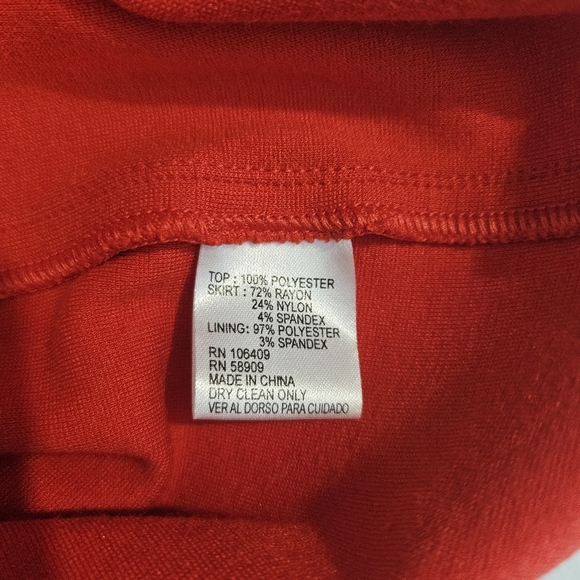 TOP : 100% POLYESTER
SKIRT : 72% RAYON
24% NYLON
4% SPANDEX
LINING: 97% POLYESTER
3% SPANDEX
RN 106409
RN 58909
MADE IN CHINA
DRY CLEAN ONLY
VER AL DORSO PARA CUIDADO